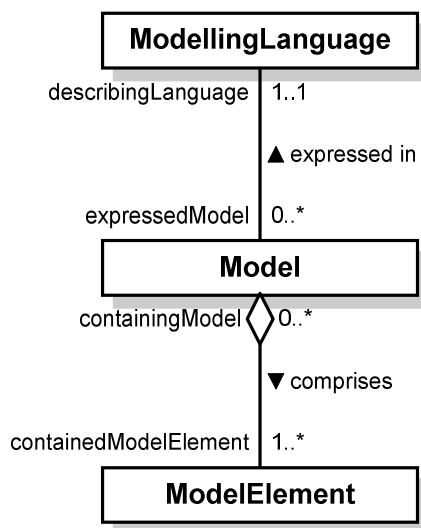 ModellingLanguage
describingLanguage 1..1
▲ expressed in
expressedModel 0..*
Model
containingModel 0..*
▼ comprises
containedModelElement 1..*
ModelElement